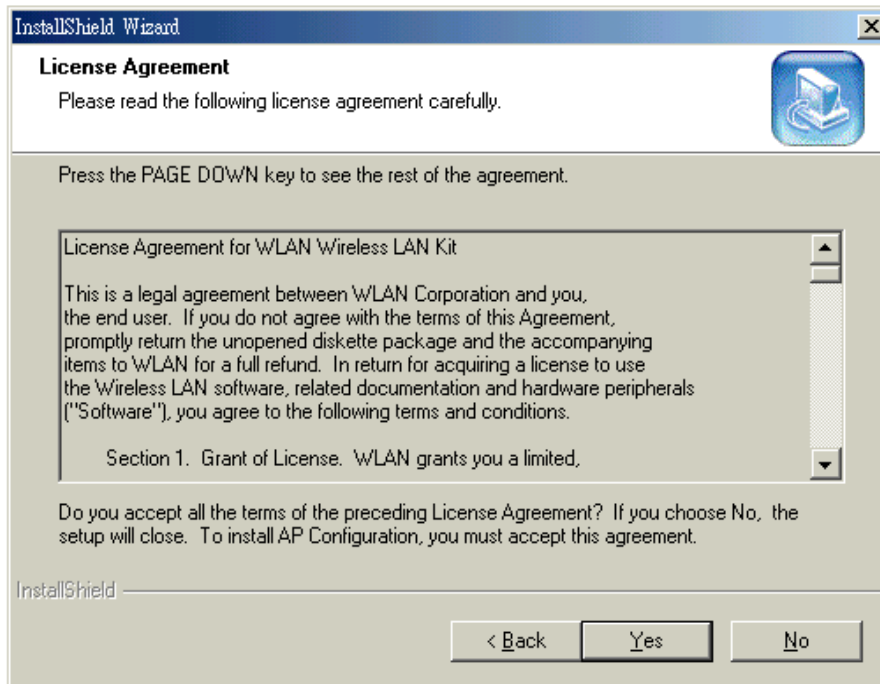 InstallShield Wizard
License Agreement
Please read the following license agreement carefully.
Press the PAGE DOWN key to see the rest of the agreement.
License Agreement for WLAN Wireless LAN Kit
This is a legal agreement between WLAN Corporation and you,
the end user.  If you do not agree with the terms of this Agreement,
promptly return the unopened diskette package and the accompanying
items to WLAN for a full refund.  In return for acquiring a license to use
the Wireless LAN software, related documentation and hardware peripherals
("Software"), you agree to the following terms and conditions.
Section 1.  Grant of License.  WLAN grants you a limited,
Do you accept all the terms of the preceding License Agreement?  If you choose No,  the
setup will close.  To install AP Configuration, you must accept this agreement.
InstallShield
< Back
Yes
No